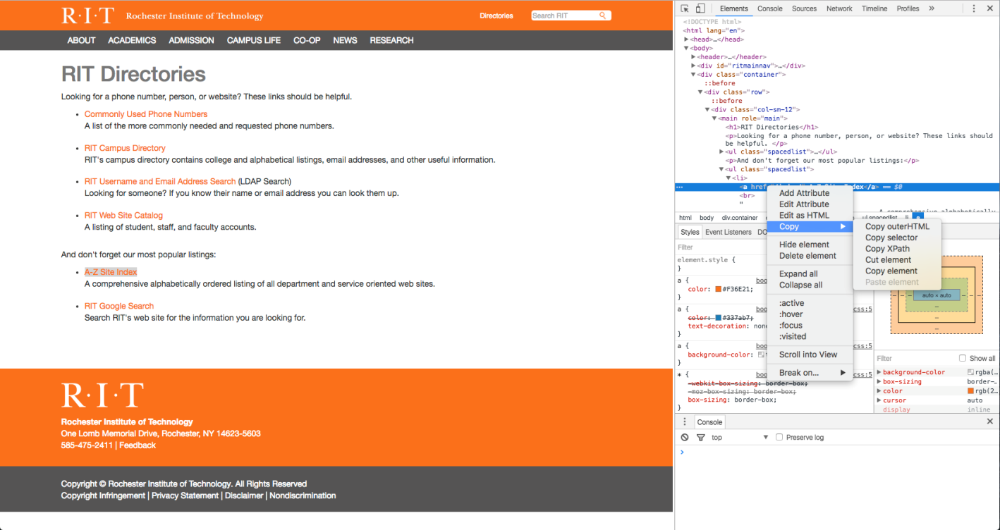 R·I·T Rochester Institute of Technology Directories Search RIT
ABOUT ACADEMICS ADMISSION CAMPUS LIFE CO-OP NEWS RESEARCH
RIT Directories
Looking for a phone number, person, or website? These links should be helpful.
• Commonly Used Phone Numbers
A list of the more commonly needed and requested phone numbers.
• RIT Campus Directory
RIT's campus directory contains college and alphabetical listings, email addresses, and other useful information.
• RIT Username and Email Address Search (LDAP Search)
Looking for someone? If you know their name or email address you can look them up.
• RIT Web Site Catalog
A listing of student, staff, and faculty accounts.
And don't forget our most popular listings:
• A-Z Site Index
A comprehensive alphabetically ordered listing of all department and service oriented web sites.
• RIT Google Search
Search RIT's web site for the information you are looking for.
R·I·T
Rochester Institute of Technology
One Lomb Memorial Drive, Rochester, NY 14623-5603
585-475-2411 | Feedback
Copyright © Rochester Institute of Technology. All Rights Reserved
Copyright Infringement | Privacy Statement | Disclaimer | Nondiscrimination
Elements Console Sources Network Timeline Profiles »
<!DOCTYPE html>
<html lang="en">
▶<head>…</head>
▼<body>
▶<header>…</header>
▶<div id="ritmainnav">…</div>
▼<div class="container">
::before
▼<div class="row">
::before
▼<div class="col-sm-12">
▼<main role="main">
<h1>RIT Directories</h1>
<p>Looking for a phone number, person, or website? These links should
be helpful. </p>
▶<ul class="spacedlist">…</ul>
<p>And don't forget our most popular listings:</p>
▼<ul class="spacedlist">
▼<li>
<a href </a> == $0
<br>
"
A comprehensive alphabetically
html body div.container ul.spacedlist li a
Add Attribute
Edit Attribute
Edit as HTML
Copy ▶
Hide element
Delete element
Expand all
Collapse all
:active
:hover
:focus
:visited
Scroll into View
Break on... ▶
Copy outerHTML
Copy selector
Copy XPath
Cut element
Copy element
Paste element
Styles Event Listeners DO
Filter
element.style {
}
a { boo
color: #F36E21;
}
a { boo css:5
color: #337ab7;
text-decoration: none
}
a { boo css:5
background-color:
}
* { boo css:5
-webkit-box-sizing: border-box;
-moz-box-sizing: border-box;
box-sizing: border-box;
}
auto × auto
Filter Show all
▶ background-color rgba(…
▶ box-sizing border-…
▶ color rgb(2…
▶ cursor auto
display inline
Console
top ▼ Preserve log